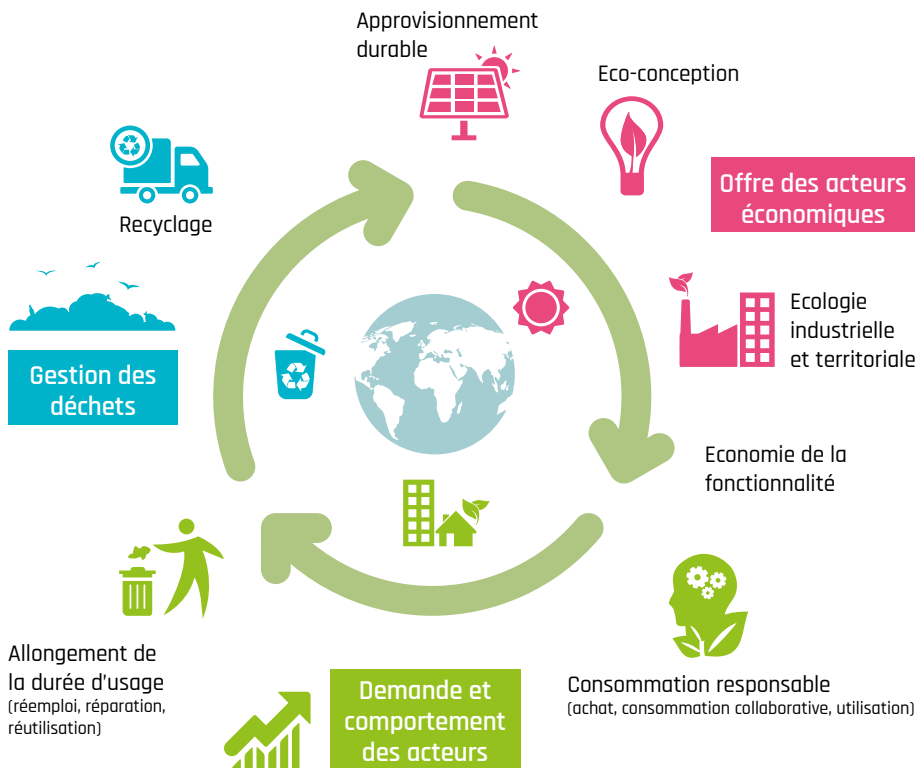 Approvisionnement
durable
Eco-conception
Offre des acteurs
économiques
Ecologie
industrielle
et territoriale
Economie de la
fonctionnalité
Consommation responsable
(achat, consommation collaborative, utilisation)
Demande et
comportement
des acteurs
Allongement de
la durée d’usage
(réemploi, réparation,
réutilisation)
Gestion des
déchets
Recyclage